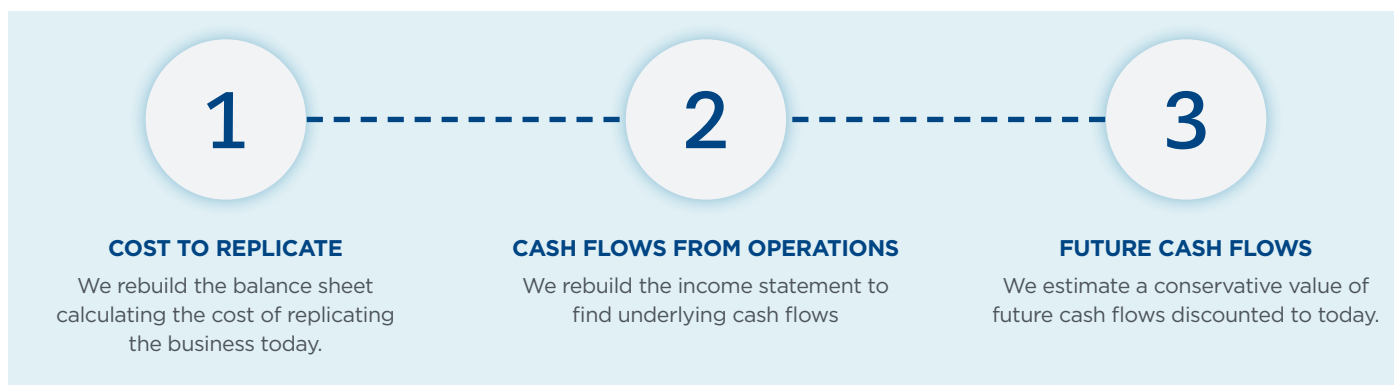 1
2
3
COST TO REPLICATE
We rebuild the balance sheet
calculating the cost of replicating
the business today.
CASH FLOWS FROM OPERATIONS
We rebuild the income statement to
find underlying cash flows
FUTURE CASH FLOWS
We estimate a conservative value of
future cash flows discounted to today.